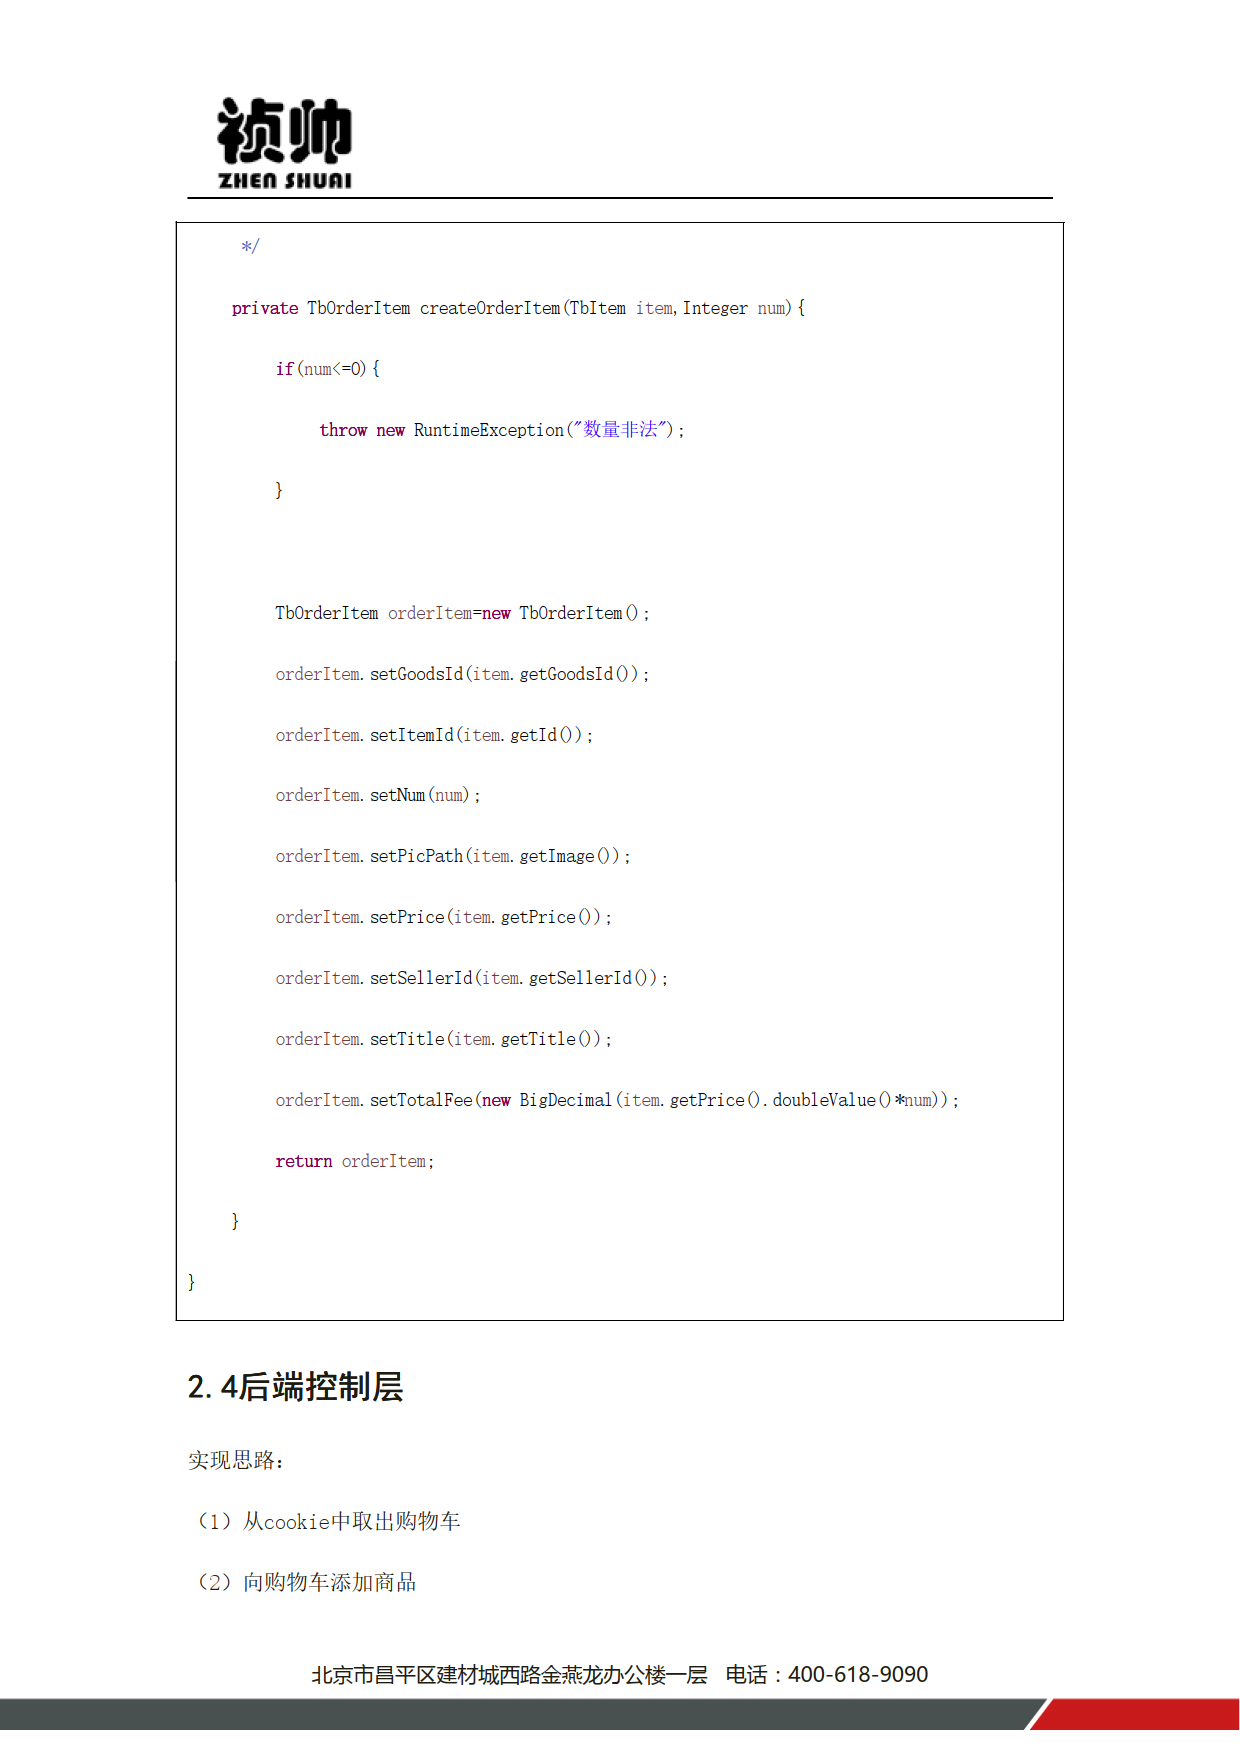 祯帅
ZHEN SHUAI
*/
private TbOrderItem createOrderItem(TbItem item,Integer num){
if(num<=0){
throw new RuntimeException("数量非法");
}
TbOrderItem orderItem=new TbOrderItem();
orderItem.setGoodsId(item.getGoodsId());
orderItem.setItemId(item.getId());
orderItem.setNum(num);
orderItem.setPicPath(item.getImage());
orderItem.setPrice(item.getPrice());
orderItem.setSellerId(item.getSellerId());
orderItem.setTitle(item.getTitle());
orderItem.setTotalFee(new BigDecimal(item.getPrice().doubleValue()*num));
return orderItem;
}
}
2.4后端控制层
实现思路：
（1）从cookie中取出购物车
（2）向购物车添加商品
北京市昌平区建材城西路金燕龙办公楼一层 电话：400-618-9090